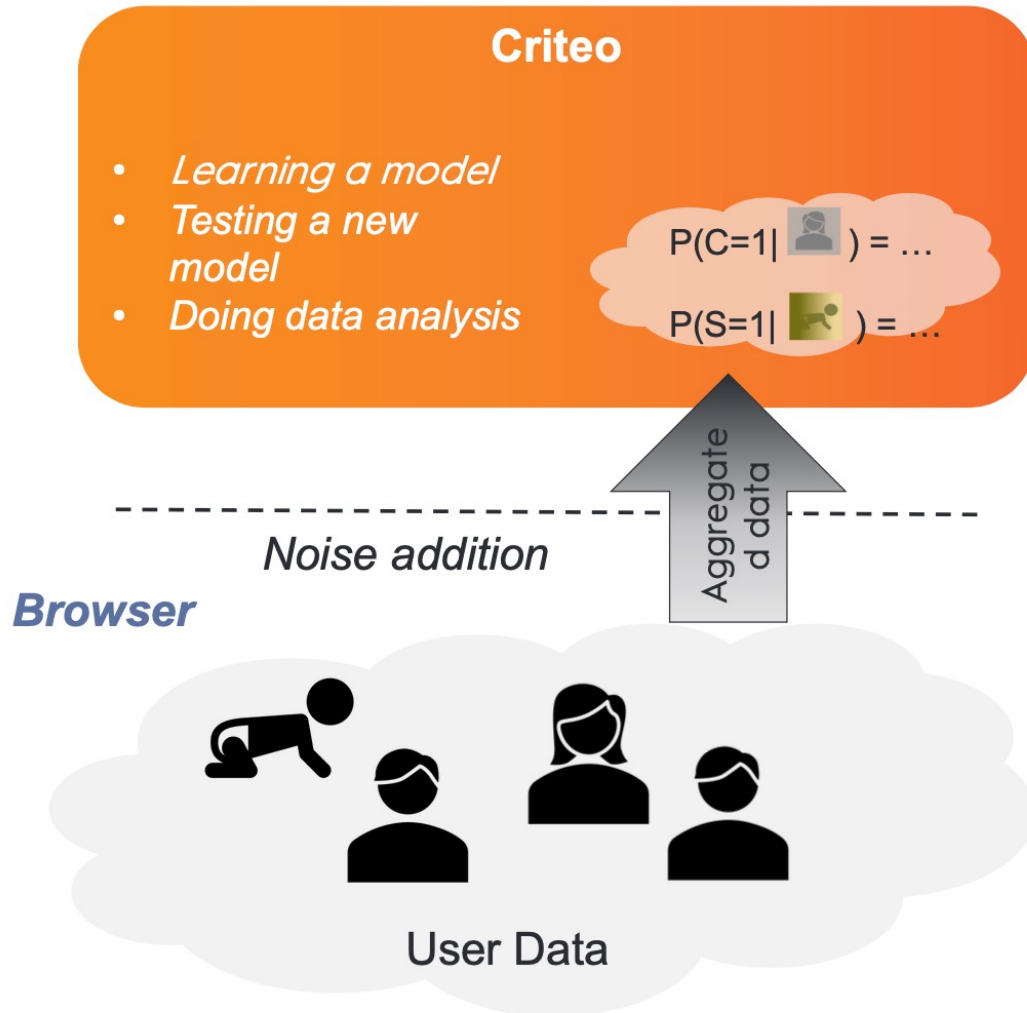 Criteo
• Learning a model
• Testing a new
model
• Doing data analysis
P(C=1| ) = ...
P(S=1| ) = ...
Aggregate
d data
Noise addition
Browser
User Data